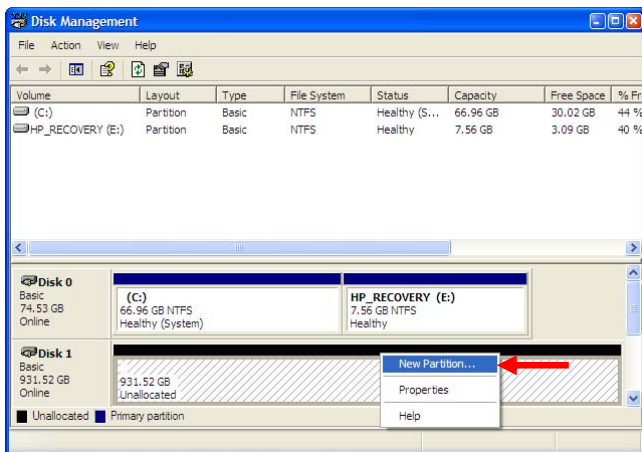 Disk Management
File Action View Help
Volume Layout Type File System Status Capacity Free Space % Fr
(C:) Partition Basic NTFS Healthy (S... 66.96 GB 30.02 GB 44 %
HP_RECOVERY (E:) Partition Basic NTFS Healthy 7.56 GB 3.09 GB 40 %
Disk 0
Basic
74.53 GB
Online
(C:)
66.96 GB NTFS
Healthy (System)
HP_RECOVERY (E:)
7.56 GB NTFS
Healthy
Disk 1
Basic
931.52 GB
Online
931.52 GB
Unallocated
New Partition...
Properties
Help
Unallocated Primary partition